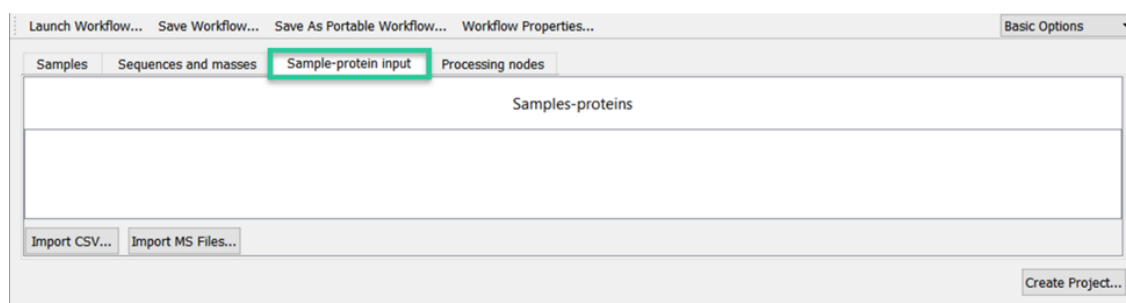 Launch Workflow... Save Workflow... Save As Portable Workflow... Workflow Properties... Basic Options
Samples Sequences and masses Sample-protein input Processing nodes
Samples-proteins
Import CSV... Import MS Files...
Create Project...